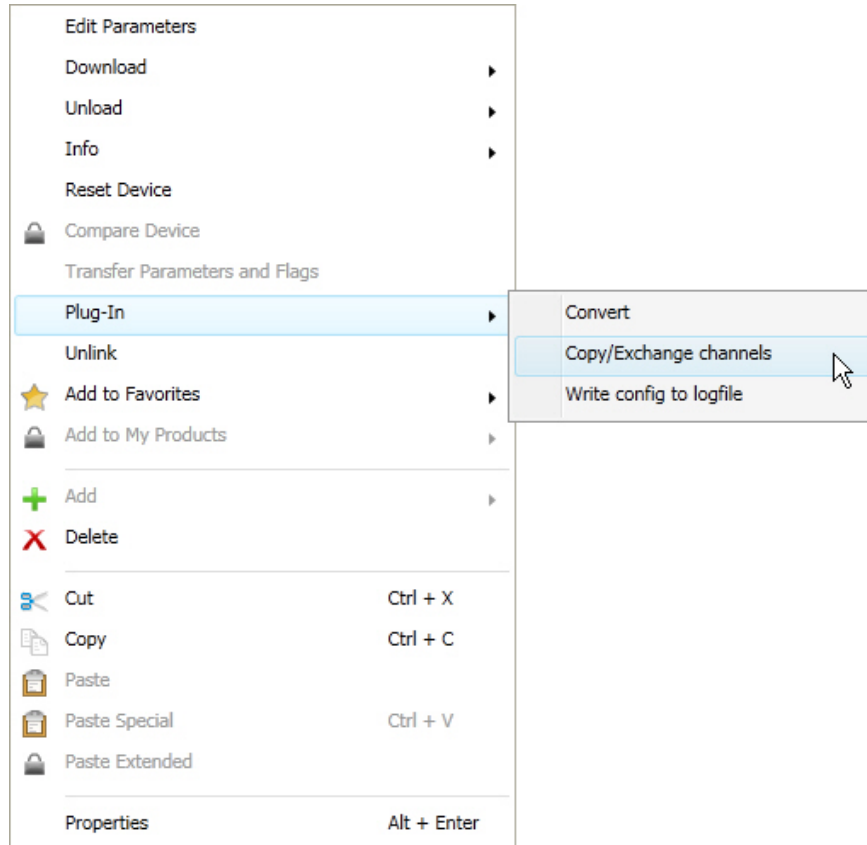 Edit Parameters
Download
Unload
Info
Reset Device
Compare Device
Transfer Parameters and Flags
Plug-In
Convert
Unlink
Copy/Exchange channels
Add to Favorites
Write config to logfile
Add to My Products
Add
Delete
Cut Ctrl + X
Copy Ctrl + C
Paste
Paste Special Ctrl + V
Paste Extended
Properties Alt + Enter